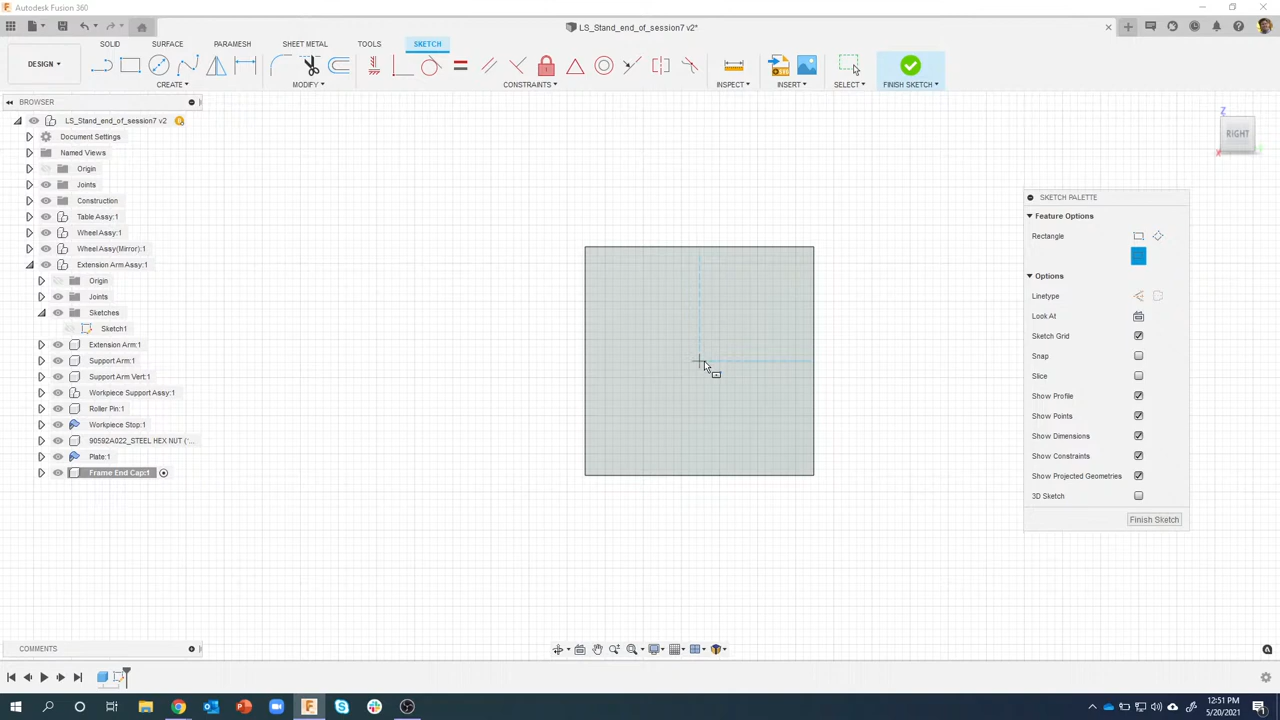 Autodesk Fusion 360
LS_Stand_end_of_session7 v2*
SOLID SURFACE PARAMESH SHEET METAL TOOLS SKETCH
DESIGN
CREATE MODIFY CONSTRAINTS INSPECT INSERT SELECT FINISH SKETCH
BROWSER
LS_Stand_end_of_session7 v2
Document Settings
Named Views
Origin
Joints
Construction
Table Assy:1
Wheel Assy:1
Wheel Assy(Mirror):1
Extension Arm Assy:1
Origin
Joints
Sketches
Sketch1
Extension Arm:1
Support Arm:1
Support Arm Vert:1
Workpiece Support Assy:1
Roller Pin:1
Workpiece Stop:1
90592A022_STEEL HEX NUT (‘...
Plate:1
Frame End Cap:1
Z
RIGHT
X
SKETCH PALETTE
Feature Options
Rectangle
Options
Linetype
Look At
Sketch Grid
Snap
Slice
Show Profile
Show Points
Show Dimensions
Show Constraints
Show Projected Geometries
3D Sketch
Finish Sketch
COMMENTS
12:51 PM
5/20/2021